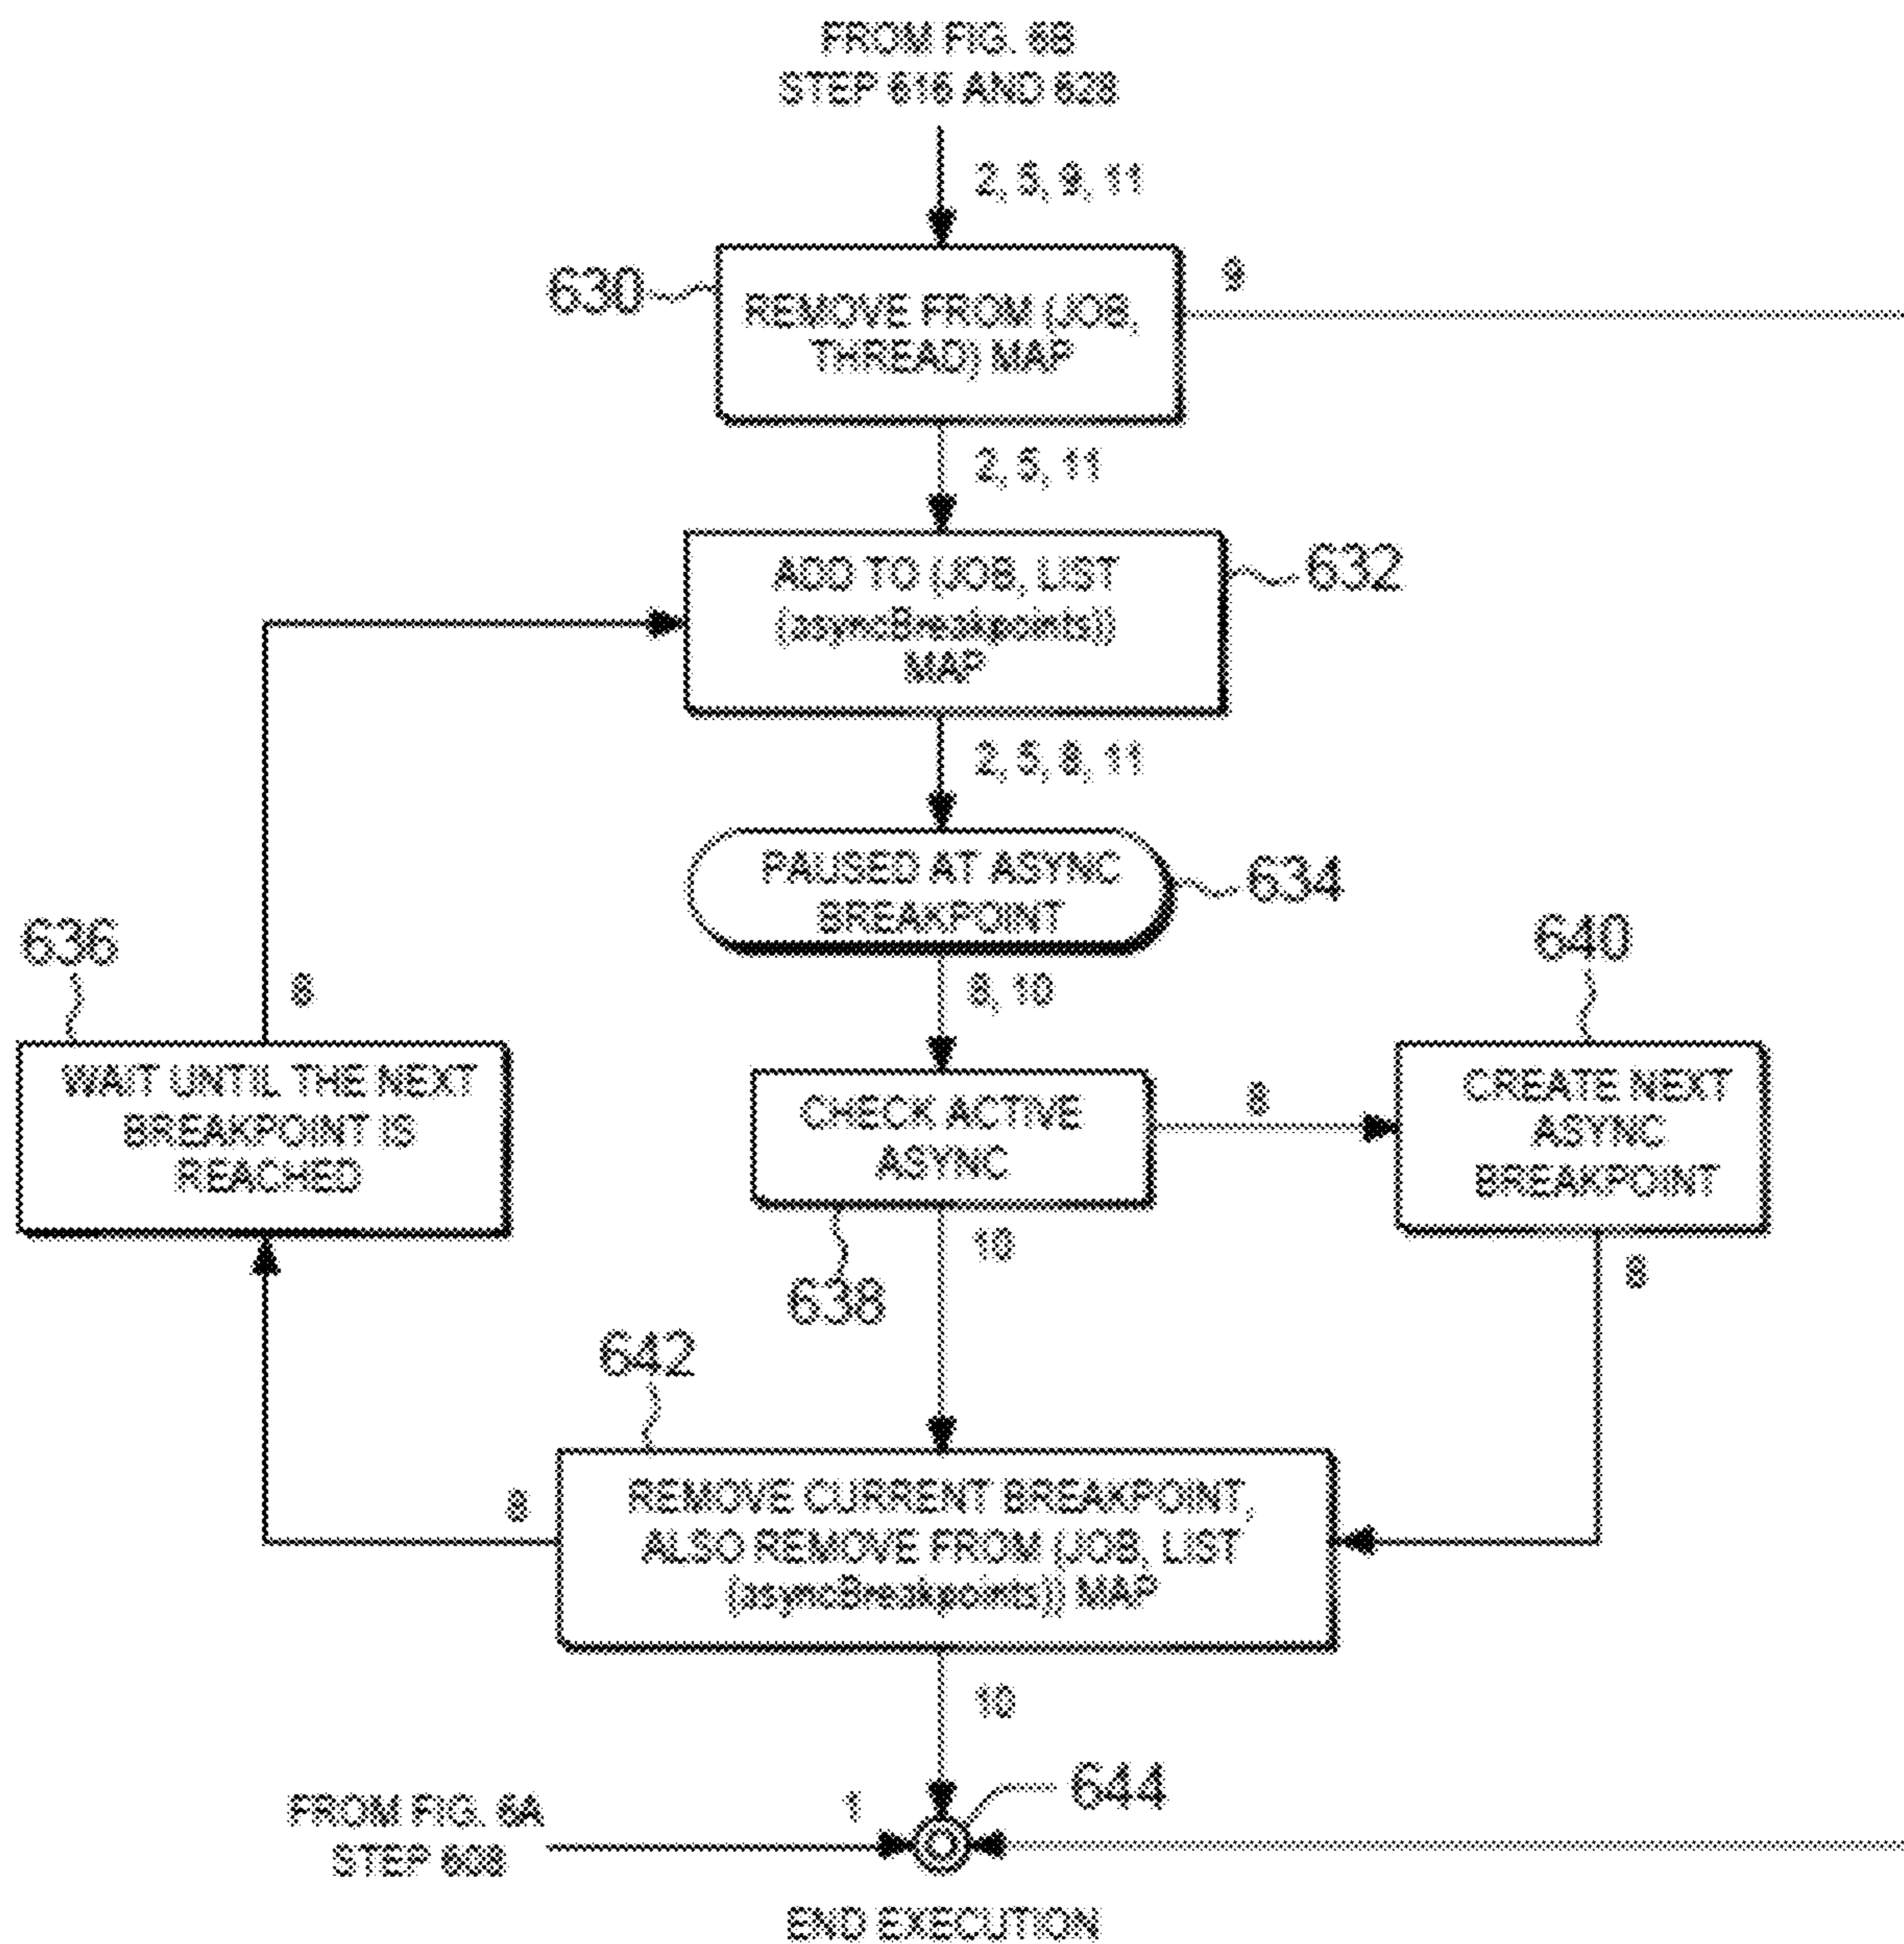 FROM FIG. 6B
STEP 616 AND 628
2, 5, 9, 11
630
REMOVE FROM (JOB,
THREAD) MAP
9
2, 5, 11
ADD TO (JOB, LIST
(asyncBreakpoints))
MAP
632
2, 5, 8, 11
PAUSED AT ASYNC
BREAKPOINT
634
636
8
8, 10
640
WAIT UNTIL THE NEXT
BREAKPOINT IS
REACHED
CHECK ACTIVE
ASYNC
8
CREATE NEXT
ASYNC
BREAKPOINT
638
10
8
642
8
REMOVE CURRENT BREAKPOINT,
ALSO REMOVE FROM (JOB, LIST
(asyncBreakpoints)) MAP
10
FROM FIG. 6A
STEP 608
1
644
END EXECUTION